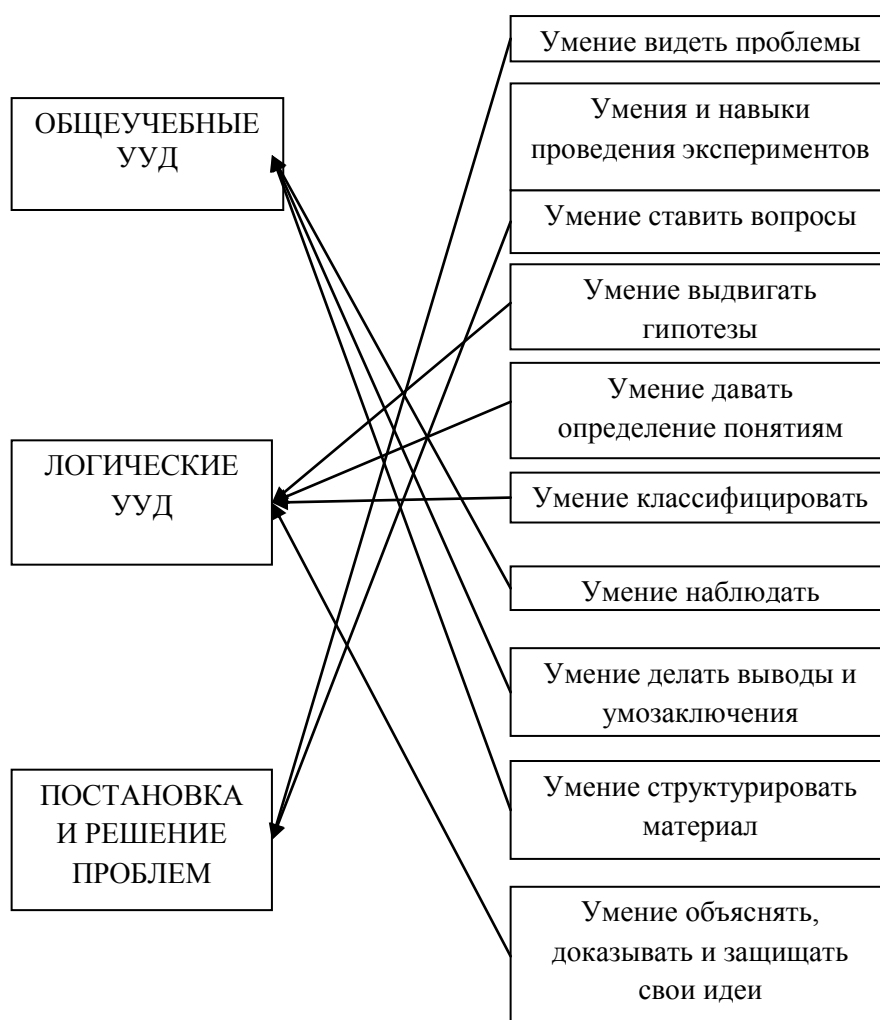 ОБЩЕУЧЕБНЫЕ
УУД
ЛОГИЧЕСКИЕ
УУД
ПОСТАНОВКА
И РЕШЕНИЕ
ПРОБЛЕМ
Умение видеть проблемы
Умения и навыки
проведения экспериментов
Умение ставить вопросы
Умение выдвигать
гипотезы
Умение давать
определение понятиям
Умение классифицировать
Умение наблюдать
Умение делать выводы и
умозаключения
Умение структурировать
материал
Умение объяснять,
доказывать и защищать
свои идеи